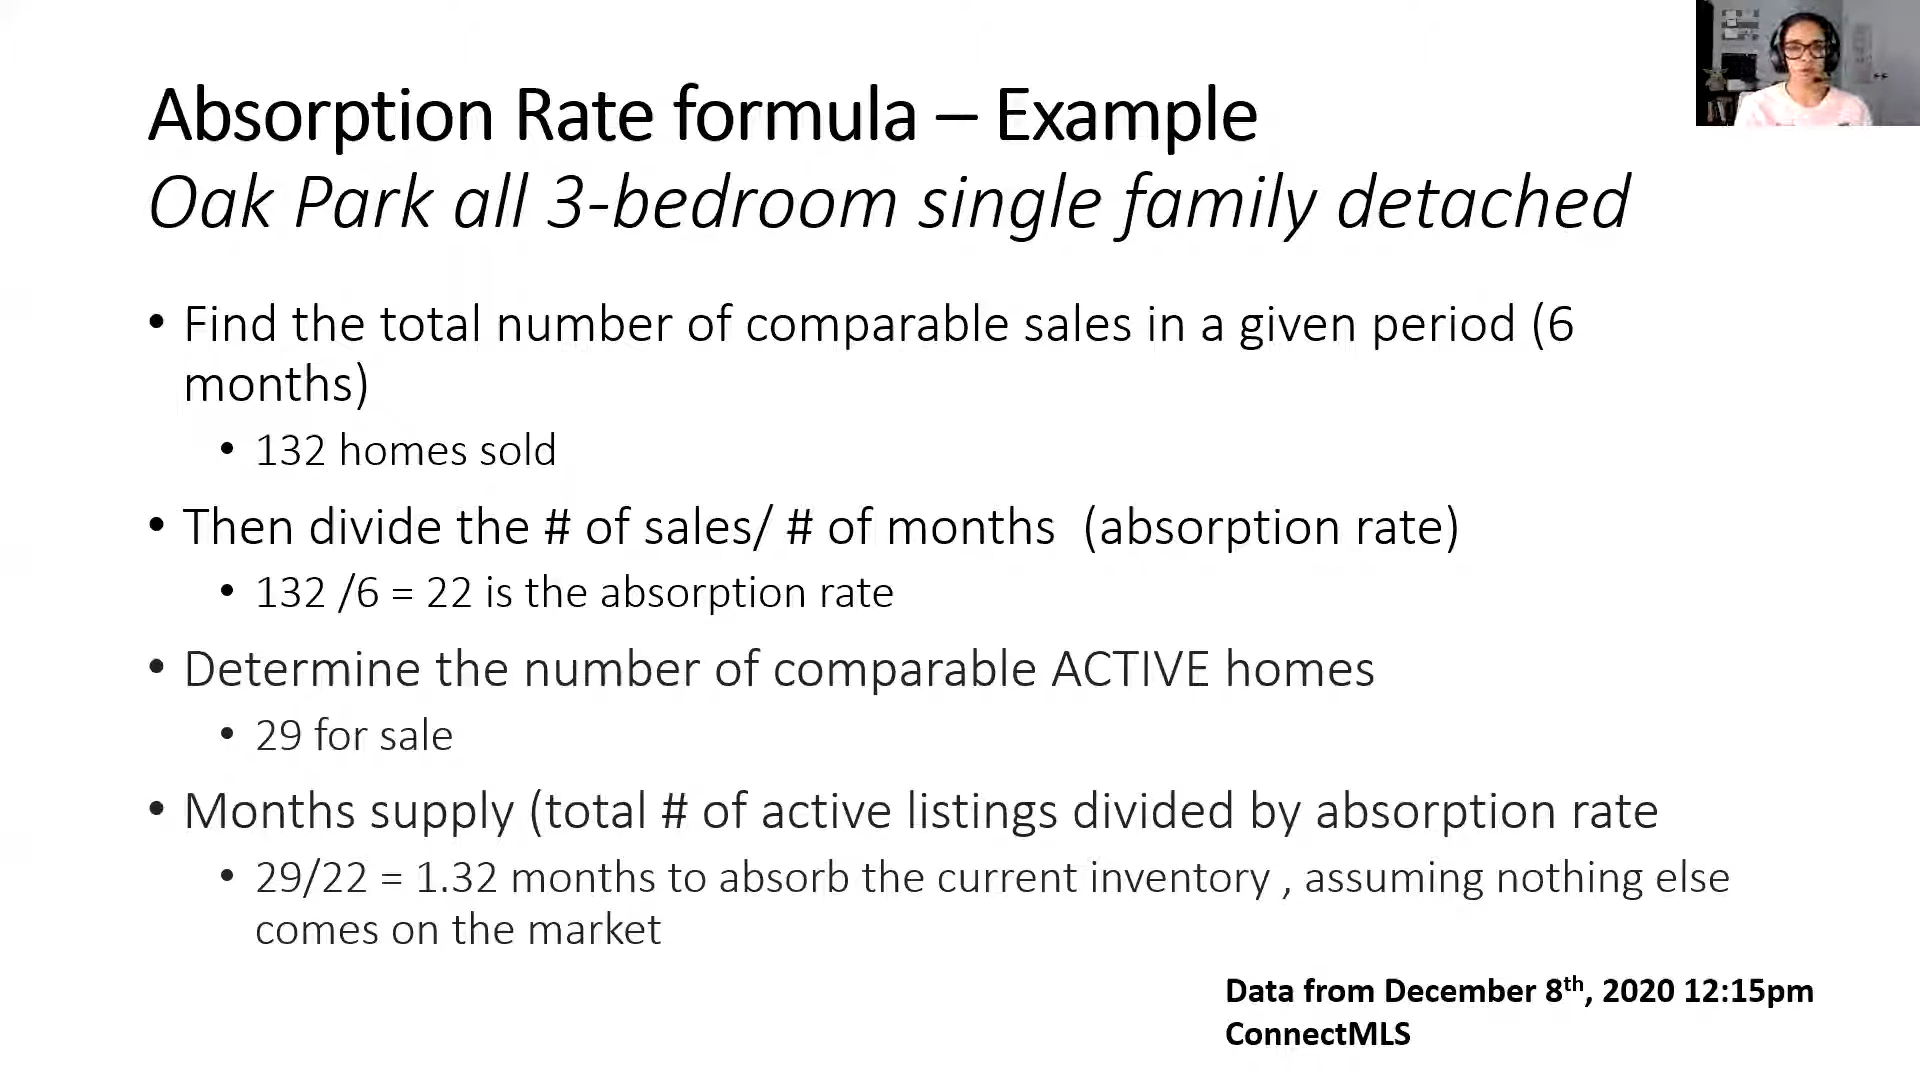 Absorption Rate formula – Example
Oak Park all 3-bedroom single family detached
• Find the total number of comparable sales in a given period (6
months)
• 132 homes sold
• Then divide the # of sales/ # of months  (absorption rate)
• 132 /6 = 22 is the absorption rate
• Determine the number of comparable ACTIVE homes
• 29 for sale
• Months supply (total # of active listings divided by absorption rate
• 29/22 = 1.32 months to absorb the current inventory , assuming nothing else
comes on the market
Data from December 8th, 2020 12:15pm
ConnectMLS